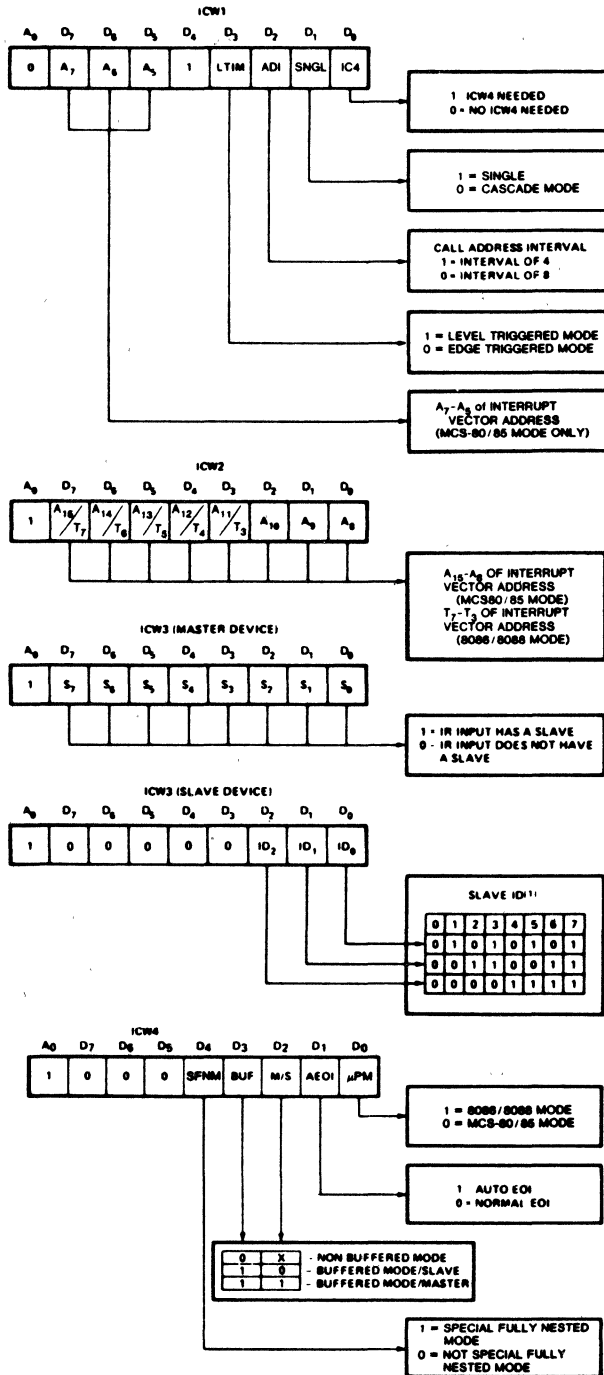 ICW1
A0 D7 D6 D5 D4 D3 D2 D1 D0
0 A7 A6 A5 1 LTIM ADI SNGL IC4
1 ICW4 NEEDED
0 = NO ICW4 NEEDED
1 = SINGLE
0 = CASCADE MODE
CALL ADDRESS INTERVAL
1 = INTERVAL OF 4
0 = INTERVAL OF 8
1 = LEVEL TRIGGERED MODE
0 = EDGE TRIGGERED MODE
A7-A5 of INTERRUPT
VECTOR ADDRESS
(MCS-80/85 MODE ONLY)
ICW2
A0 D7 D6 D5 D4 D3 D2 D1 D0
1 A15/T7 A14/T6 A13/T5 A12/T4 A11/T3 A10 A9 A8
A15-A8 OF INTERRUPT
VECTOR ADDRESS
(MCS80/85 MODE)
T7-T3 OF INTERRUPT
VECTOR ADDRESS
(8086/8088 MODE)
ICW3 (MASTER DEVICE)
A0 D7 D6 D5 D4 D3 D2 D1 D0
1 S7 S6 S5 S4 S3 S2 S1 S0
1 = IR INPUT HAS A SLAVE
0 - IR INPUT DOES NOT HAVE
A SLAVE
ICW3 (SLAVE DEVICE)
A0 D7 D6 D5 D4 D3 D2 D1 D0
1 0 0 0 0 0 ID2 ID1 ID0
SLAVE ID(1)
0 1 2 3 4 5 6 7
0 1 0 1 0 1 0 1
0 0 1 1 0 0 1 1
0 0 0 0 1 1 1 1
ICW4
A0 D7 D6 D5 D4 D3 D2 D1 D0
1 0 0 0 SFNM BUF M/S AEOI µPM
1 = 8086/8088 MODE
0 = MCS-80/85 MODE
1 AUTO EOI
0 = NORMAL EOI
0 X - NON BUFFERED MODE
1 0 - BUFFERED MODE/SLAVE
1 1 - BUFFERED MODE/MASTER
1 = SPECIAL FULLY NESTED
MODE
0 = NOT SPECIAL FULLY
NESTED MODE